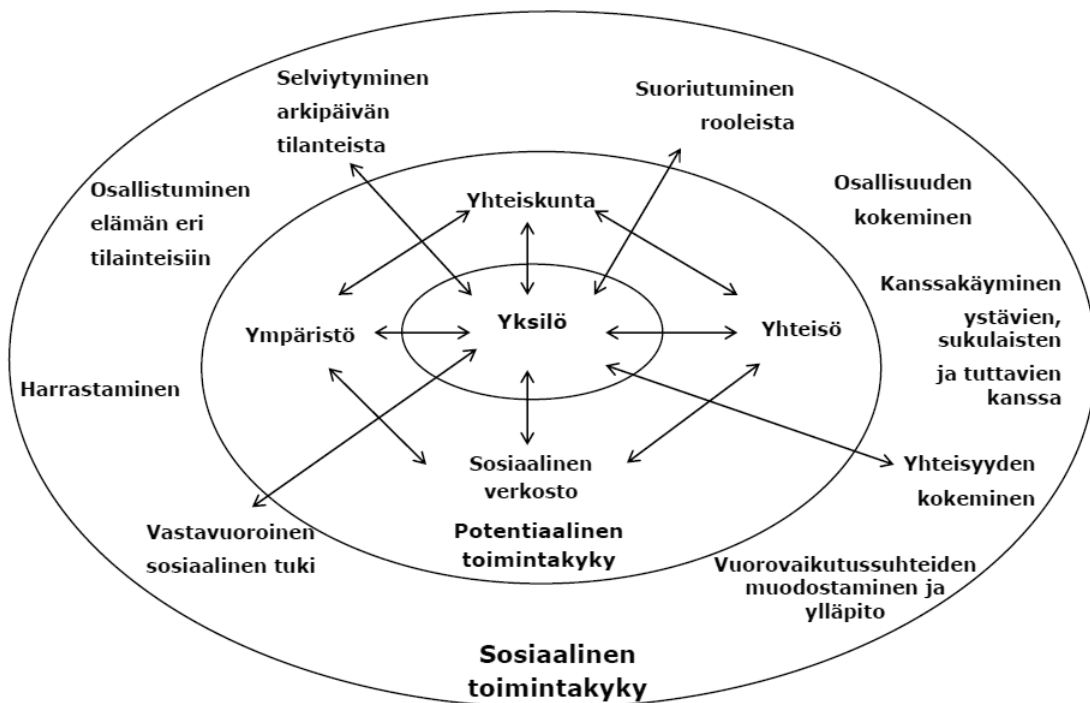 Selviytyminen
arkipäivän
tilanteista
Suoriutuminen
rooleista
Osallistuminen
elämän eri
tilainteisiin
Osallisuuden
kokeminen
Yhteiskunta
Kanssakäyminen
ystävien,
sukulaisten
ja tuttavien
kanssa
Ympäristö
Yksilö
Yhteisö
Harrastaminen
Sosiaalinen
verkosto
Yhteisyyden
kokeminen
Vastavuoroinen
sosiaalinen tuki
Potentiaalinen
toimintakyky
Vuorovaikutussuhteiden
muodostaminen ja
ylläpito
Sosiaalinen
toimintakyky